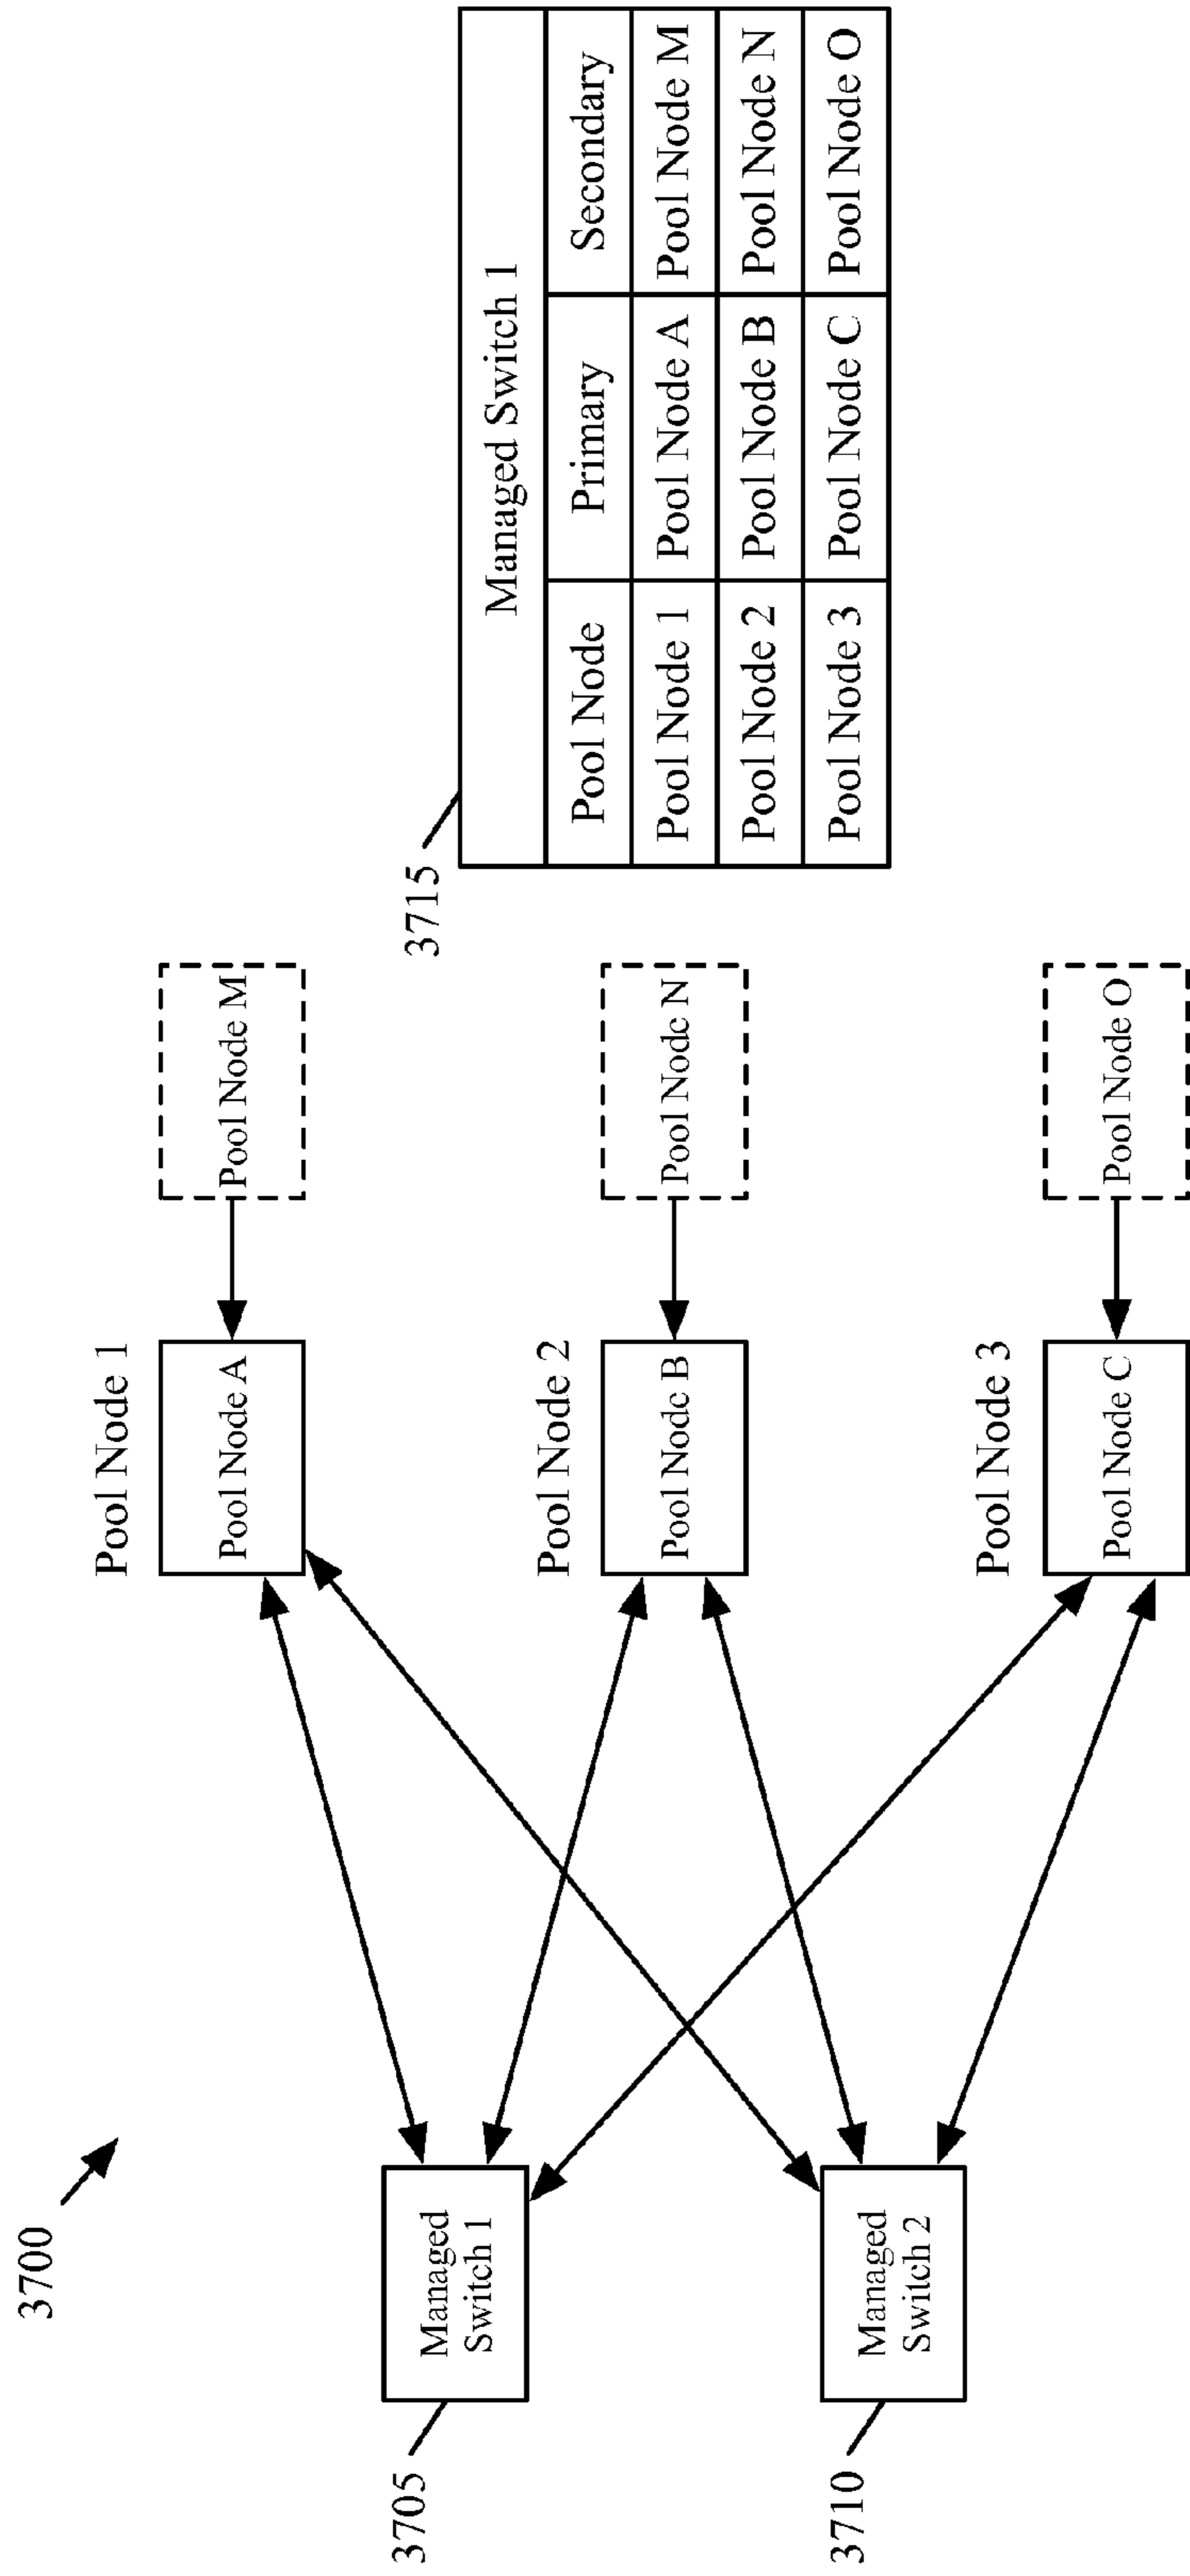 3700
Pool Node 1
Pool Node A
Pool Node M
3705
Managed
Switch 1
Pool Node 2
Pool Node B
Pool Node N
3710
Managed
Switch 2
Pool Node 3
Pool Node C
Pool Node O
3715
Managed Switch 1
Pool Node Primary Secondary
Pool Node 1 Pool Node A Pool Node M
Pool Node 2 Pool Node B Pool Node N
Pool Node 3 Pool Node C Pool Node O